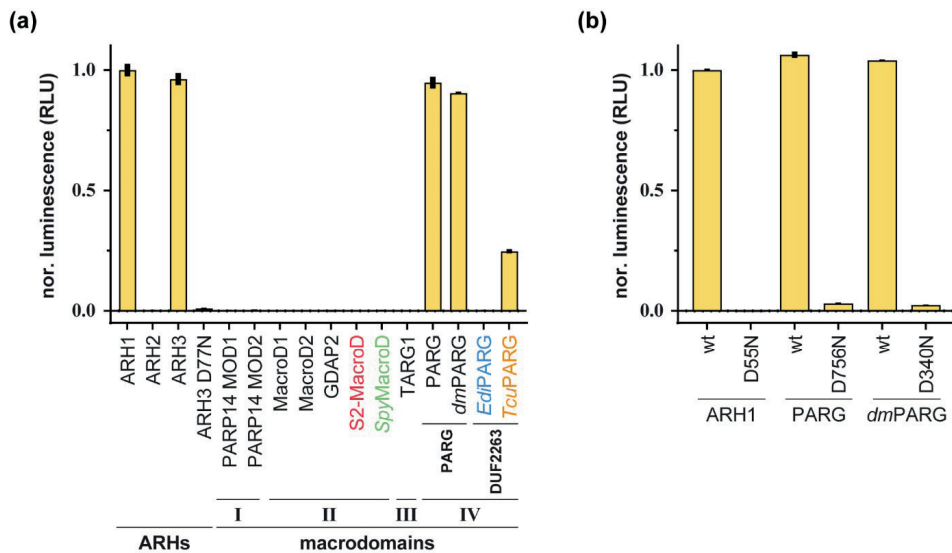 (a)
nor. luminescence (RLU)
1.0
0.5
0.0
ARH1
ARH2
ARH3
ARH3 D77N
PARP14 MOD1
PARP14 MOD2
MacroD1
MacroD2
GDAP2
S2-MacroD
SpyMacroD
TARG1
PARG
dmPARG
EdiPARG
TcuPARG
PARG
DUF2263
I
II
III
IV
ARHs
macrodomains
(b)
nor. luminescence (RLU)
1.0
0.5
0.0
wt
D55N
wt
D756N
wt
D340N
ARH1
PARG
dmPARG